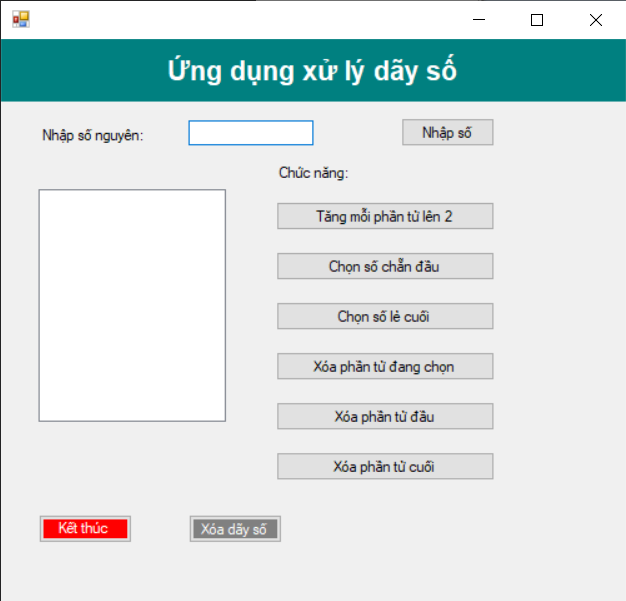 Ứng dụng xử lý dãy số
Nhập số nguyên:
Nhập số
Chức năng:
Tăng mỗi phần tử lên 2
Chọn số chẵn đầu
Chọn số lẻ cuối
Xóa phần tử đang chọn
Xóa phần tử đầu
Xóa phần tử cuối
Kết thúc
Xóa dãy số